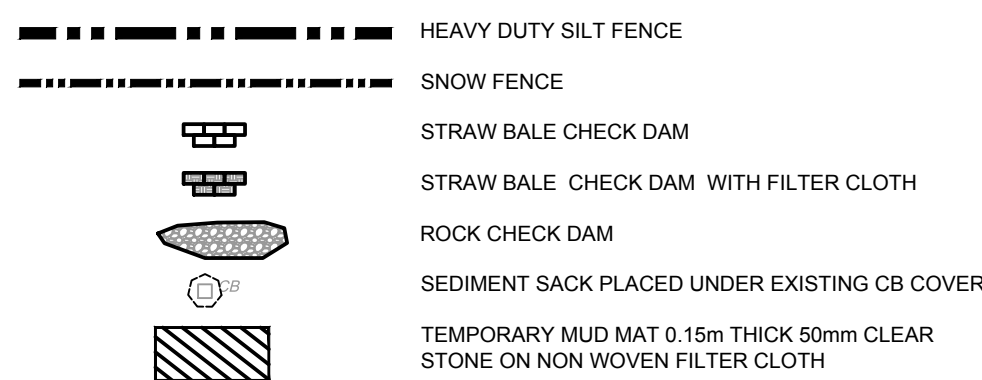 HEAVY DUTY SILT FENCE
SNOW FENCE
STRAW BALE CHECK DAM
STRAW BALE CHECK DAM WITH FILTER CLOTH
ROCK CHECK DAM
CB SEDIMENT SACK PLACED UNDER EXISTING CB COVER
TEMPORARY MUD MAT 0.15m THICK 50mm CLEAR
STONE ON NON WOVEN FILTER CLOTH